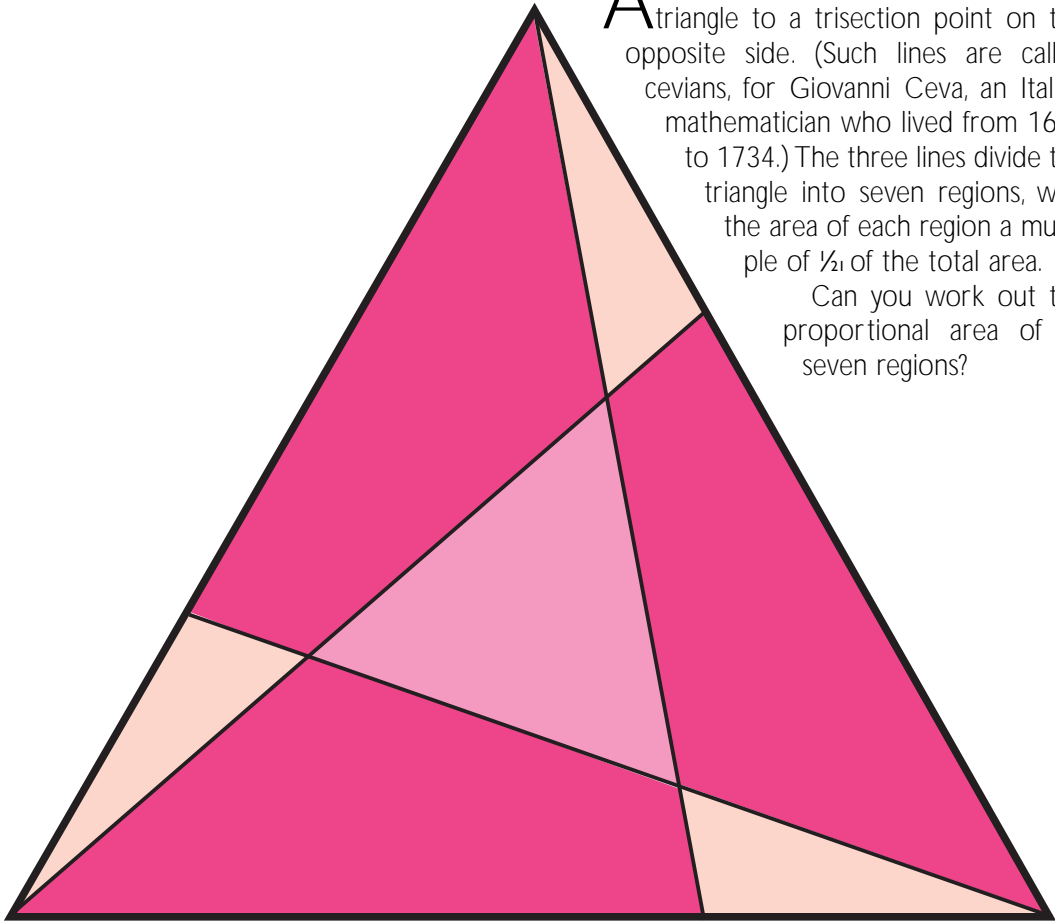 A triangle to a trisection point on t
opposite side. (Such lines are call
cevians, for Giovanni Ceva, an Ital
mathematician who lived from 16
to 1734.) The three lines divide t
triangle into seven regions, w
the area of each region a mu
ple of ½₁ of the total area.
Can you work out t
proportional area of
seven regions?